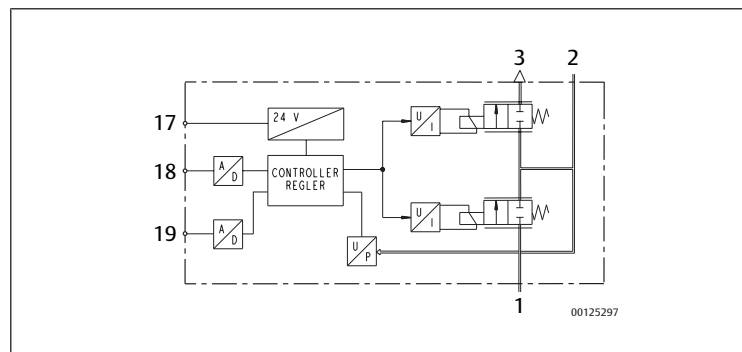 3 2
17 24 V U
I
18 A
D CONTROLLER
REGLER
19 A
D U
P U
I
1
00125297